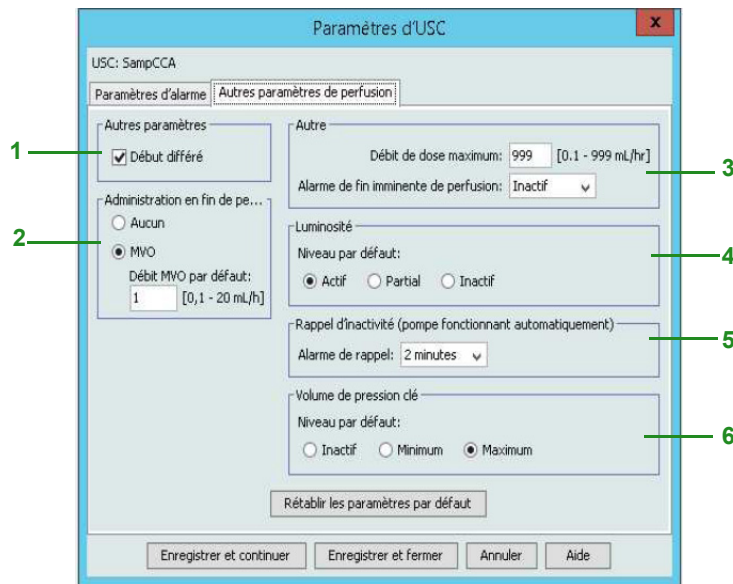 Paramètres d'USC
X
USC: SampCCA
Paramètres d'alarme
Autres paramètres de perfusion
1
Autres paramètres
Début différé
2
Administration en fin de pe...
Aucun
MVO
Débit MVO par défaut:
1 [0,1 - 20 mL/h]
Autre
Débit de dose maximum: 999 [0.1 - 999 mL/hr]
Alarme de fin imminente de perfusion: Inactif
3
Luminosité
Niveau par défaut:
Actif Partial Inactif
4
Rappel d'inactivité (pompe fonctionnant automatiquement)
Alarme de rappel: 2 minutes
5
Volume de pression clé
Niveau par défaut:
Inactif Minimum Maximum
6
Rétablir les paramètres par défaut
Enregistrer et continuer Enregistrer et fermer Annuler Aide